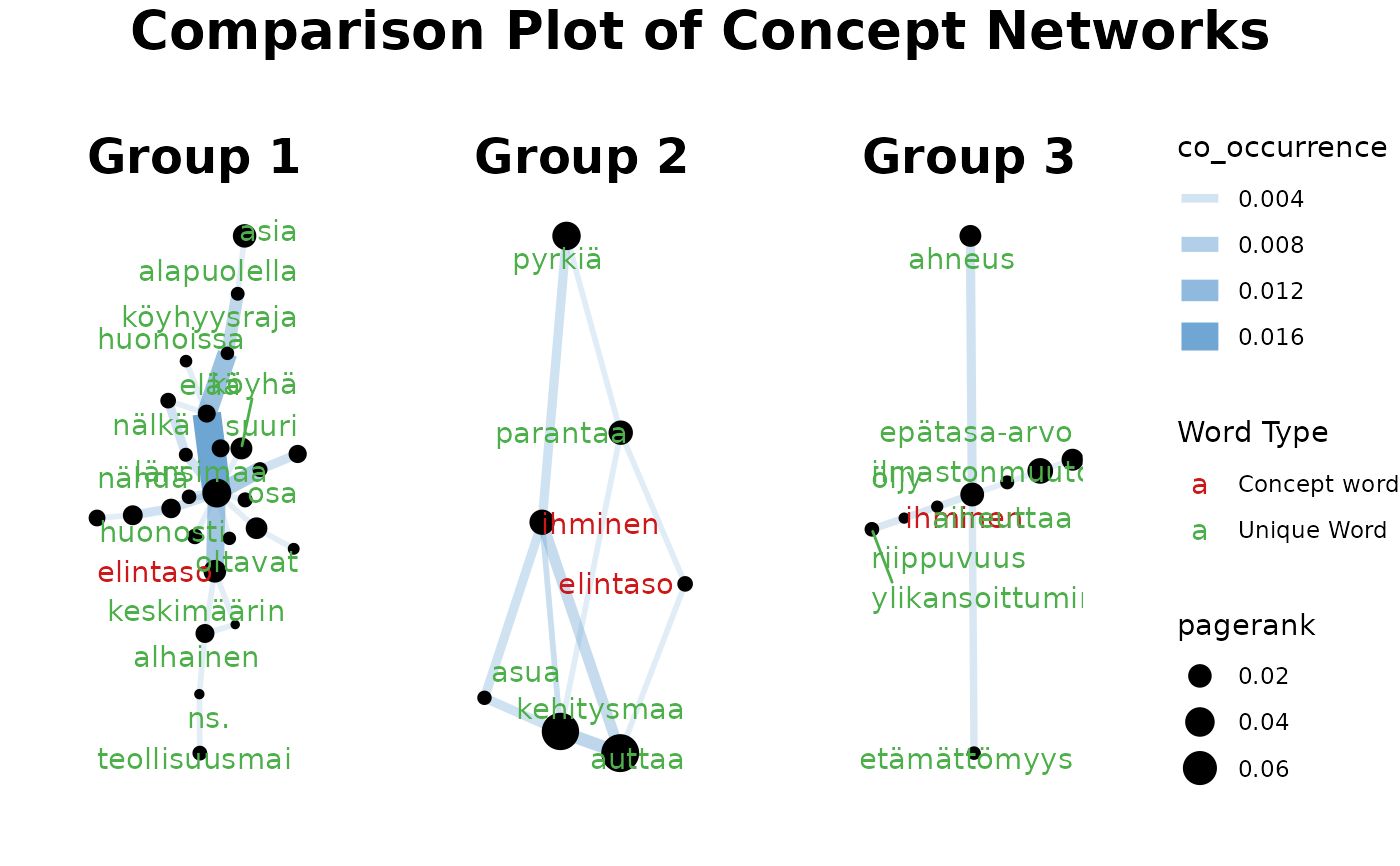 Comparison Plot of Concept Networks
Group 1
asia
alapuolella
köyhyysraja
huonoissa
elää
köyhä
nälkä
suuri
länsimaa
nähdä
osa
huonosti
oltavat
elintaso
keskimäärin
alhainen
ns.
teollisuusmai
Group 2
pyrkiä
parantaa
ihminen
elintaso
asua
kehitysmaa
auttaa
Group 3
ahneus
epätasa-arvo
ilmastonmuuto
öljy
ihminen
aiheuttaa
riippuvuus
ylikansoittumin
etämättömyys
co_occurrence
0.004
0.008
0.012
0.016
Word Type
a Concept word
a Unique Word
pagerank
0.02
0.04
0.06